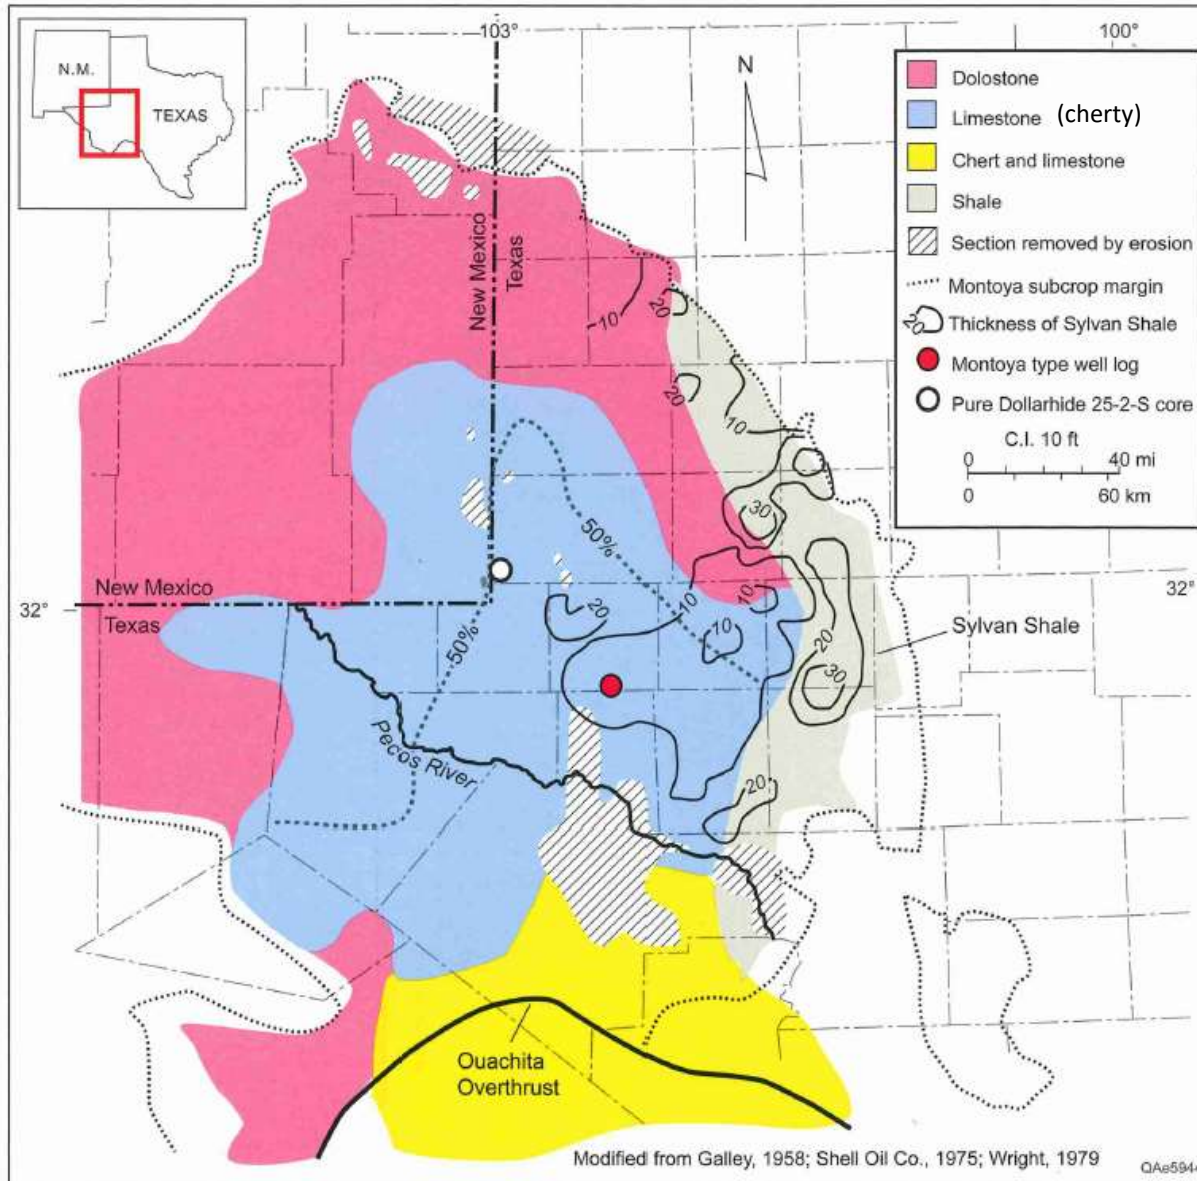 103°
100°
N.M.
TEXAS
N
Dolostone
Limestone (cherty)
Chert and limestone
Shale
Section removed by erosion
Montoya subcrop margin
20
Thickness of Sylvan Shale
Montoya type well log
Pure Dollarhide 25-2-S core
C.I. 10 ft
0 40 mi
0 60 km
New Mexico
Texas
10
20
20
10
30
50%
New Mexico
32°
32°
Texas
50%
20
10
10
10
20
30
Sylvan Shale
Pecos River
20
Ouachita
Overthrust
Modified from Galley, 1958; Shell Oil Co., 1975; Wright, 1979